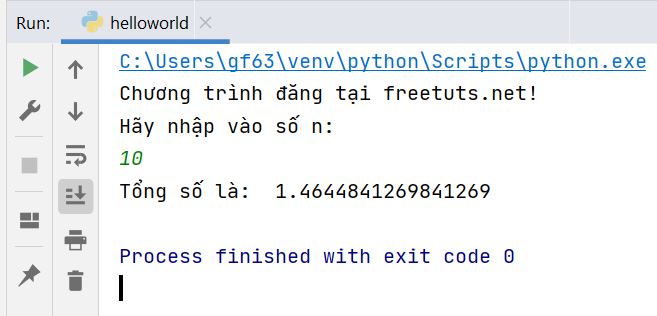 Run: helloworld
C:\Users\gf63\venv\python\Scripts\python.exe
Chương trình đăng tại freetuts.net!
Hãy nhập vào số n:
10
Tổng số là:  1.4644841269841269
Process finished with exit code 0